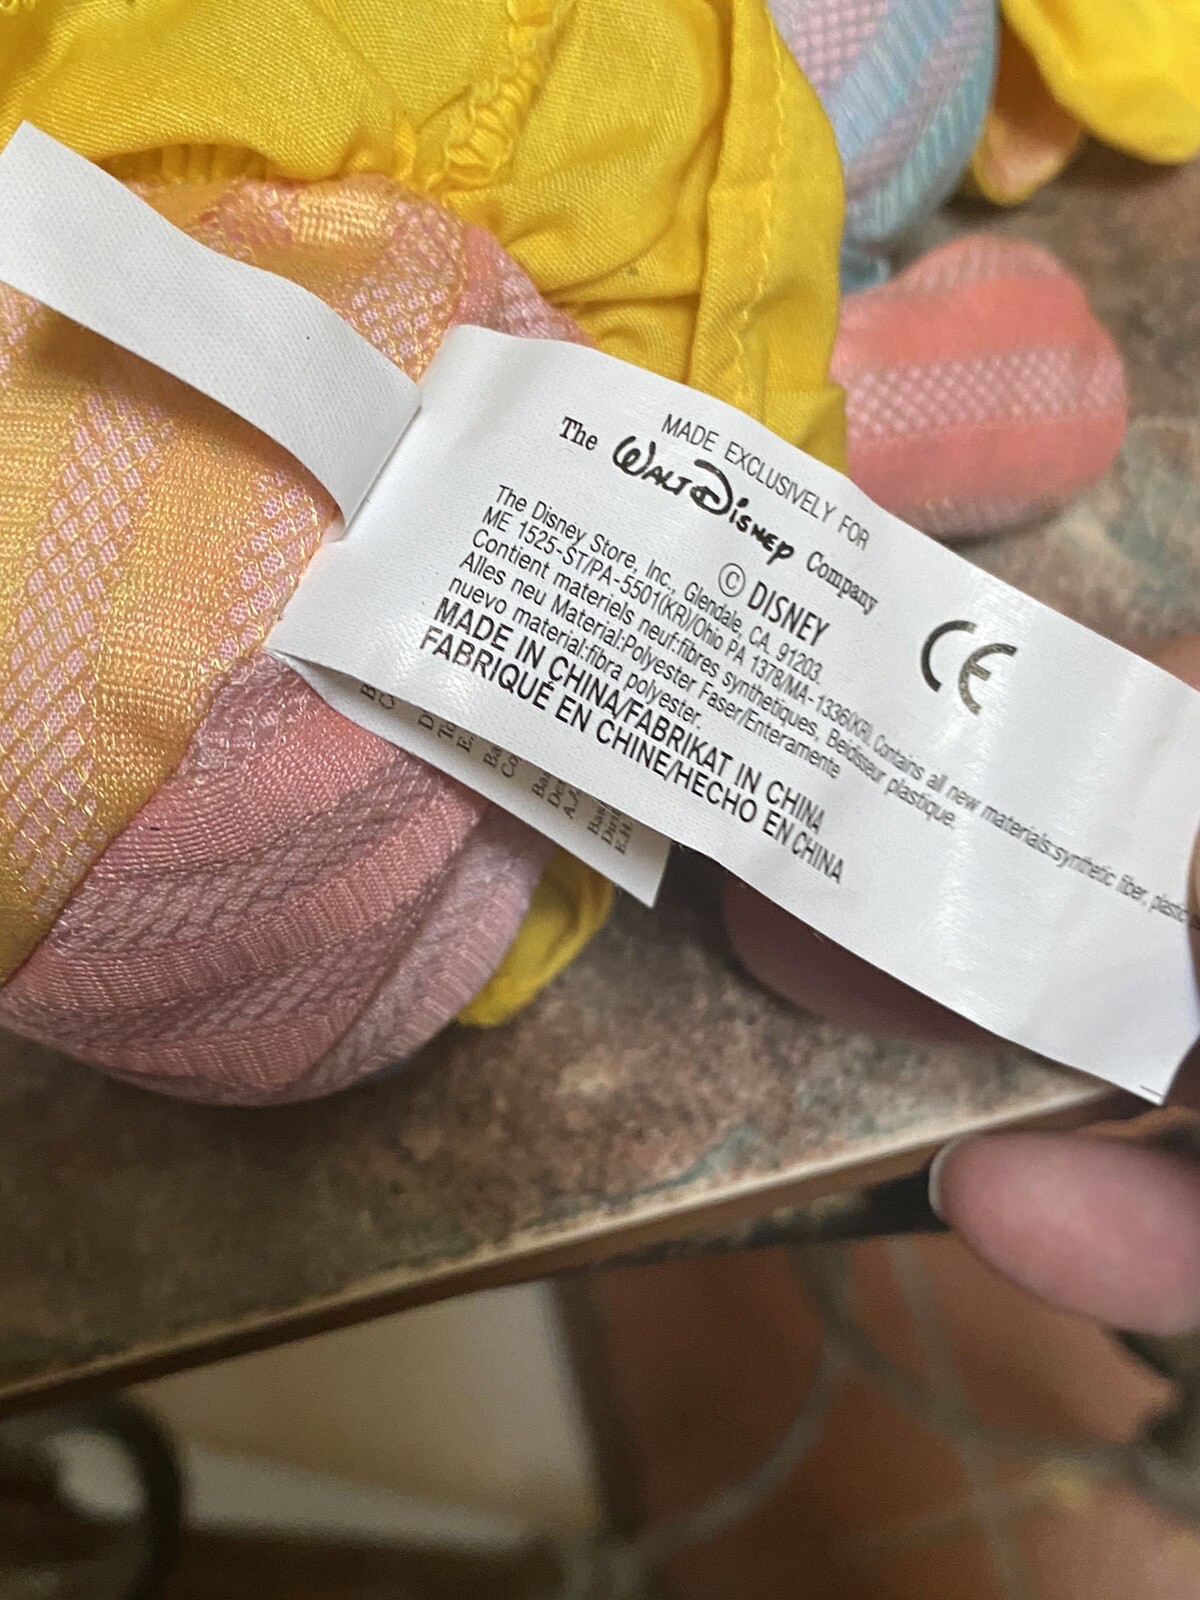 MADE EXCLUSIVELY FOR
The WALT DISNEY Company
© DISNEY
The Disney Store, Inc., Glendale, CA. 91203.
ME 1525-ST/PA-5501(KR)/Ohio PA 1378/MA-1336(KR). Contains all new materials:synthetic fiber, plastic
Contient materiels neuf:fibres synthetiques, Beidisseur plastique.
Alles neu Material:Polyester Faser/Enteramente
nuevo material:fibra polyester.
MADE IN CHINA/FABRIKAT IN CHINA
FABRIQUÉ EN CHINE/HECHO EN CHINA
CE